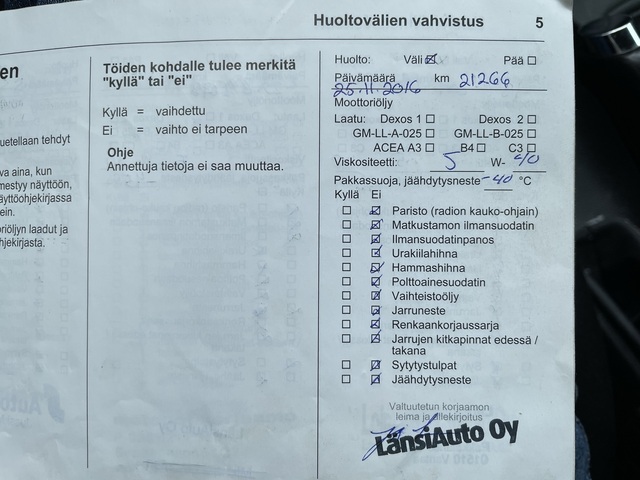 Huoltovälien vahvistus 5
en
uetellaan tehdyt
va aina, kun
mestyy näyttöön,
äyttöohjekirjassa
ein.
riöljyn laadut ja
hjekirjasta.
Töiden kohdalle tulee merkitä
"kyllä" tai "ei"
Kyllä = vaihdettu
Ei = vaihto ei tarpeen
Ohje
Annettuja tietoja ei saa muuttaa.
Huolto: Väli ☑ Pää ☐
Päivämäärä km 21266
25.11.2016
Moottoriöljy
Laatu: Dexos 1 ☐ Dexos 2 ☐
GM-LL-A-025 ☐ GM-LL-B-025 ☐
ACEA A3 ☐ B4 ☐ C3 ☐
Viskositeetti: 5 W- 40
Pakkassuoja, jäähdytysneste -40 °C
Kyllä Ei
☐ ☑ Paristo (radion kauko-ohjain)
☐ ☑ Matkustamon ilmansuodatin
☐ ☑ Ilmansuodatinpanos
☐ ☑ Urakiilahihna
☐ ☑ Hammashihna
☐ ☑ Polttoainesuodatin
☐ ☑ Vaihteistoöljy
☐ ☑ Jarruneste
☐ ☑ Renkaankorjaussarja
☐ ☑ Jarrujen kitkapinnat edessä /
takana
☐ ☑ Sytytystulpat
☐ ☑ Jäähdytysneste
Valtuutetun korjaamon
leima ja allekirjoitus
LänsiAuto Oy